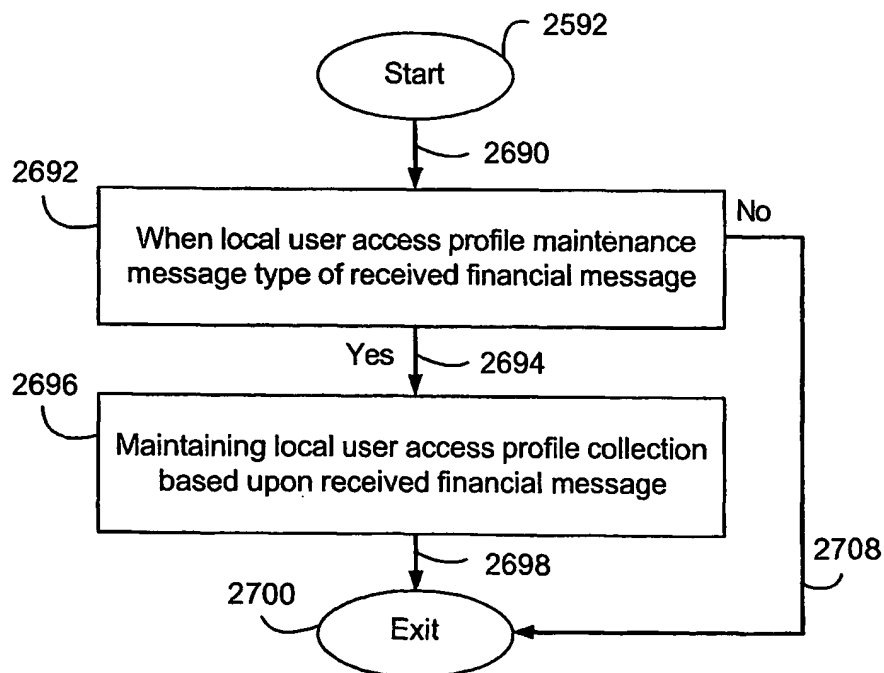 2592
Start
2690
2692
No
When local user access profile maintenance
message type of received financial message
Yes
2694
2696
Maintaining local user access profile collection
based upon received financial message
2698
2708
2700
Exit